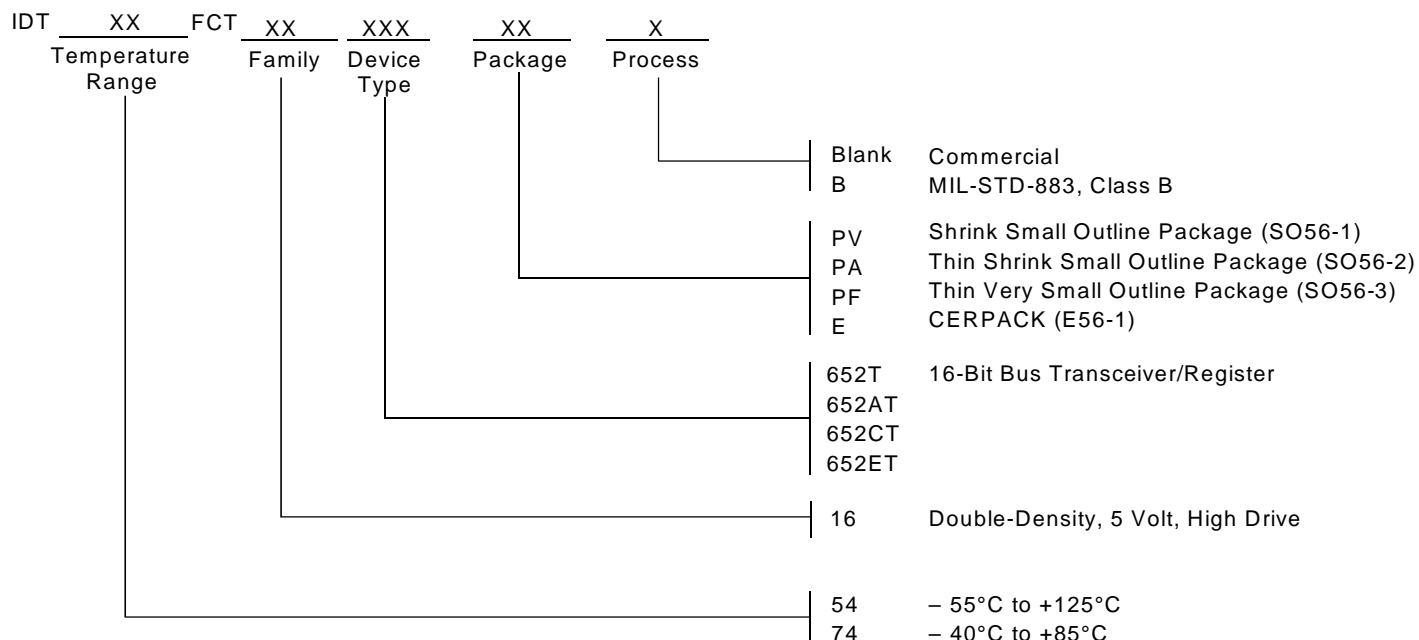 IDT XX FCT XX XXX XX X
Temperature Range Family Device Type Package Process
Blank Commercial
B MIL-STD-883, Class B
PV Shrink Small Outline Package (SO56-1)
PA Thin Shrink Small Outline Package (SO56-2)
PF Thin Very Small Outline Package (SO56-3)
E CERPACK (E56-1)
652T 16-Bit Bus Transceiver/Register
652AT
652CT
652ET
16 Double-Density, 5 Volt, High Drive
54 – 55°C to +125°C
74 – 40°C to +85°C